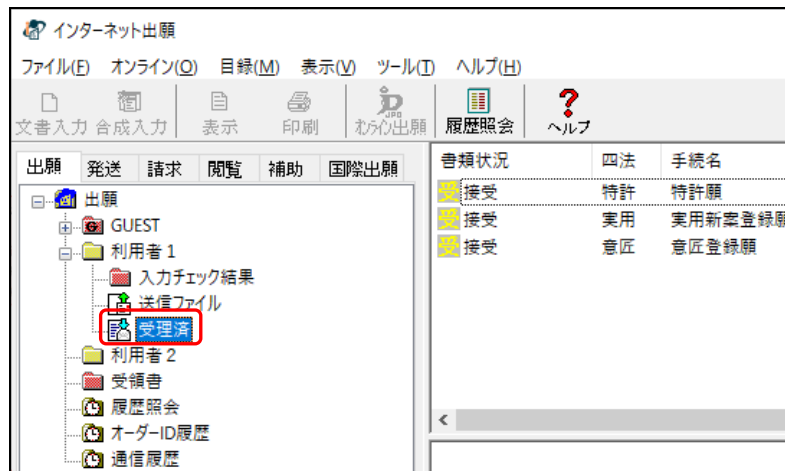 インターネット出願
ファイル(F) オンライン(O) 目録(M) 表示(V) ツール(T) ヘルプ(H)
文書入力 合成入力 表示 印刷 オンライン出願 履歴照会 ヘルプ
出願 発送 請求 閲覧 補助 国際出願
出願
GUEST
利用者1
入力チェック結果
送信ファイル
受理済
利用者2
受領書
履歴照会
オーダーID履歴
通信履歴
書類状況 四法 手続名
受 接受 特許 特許願
受 接受 実用 実用新案登録願
受 接受 意匠 意匠登録願